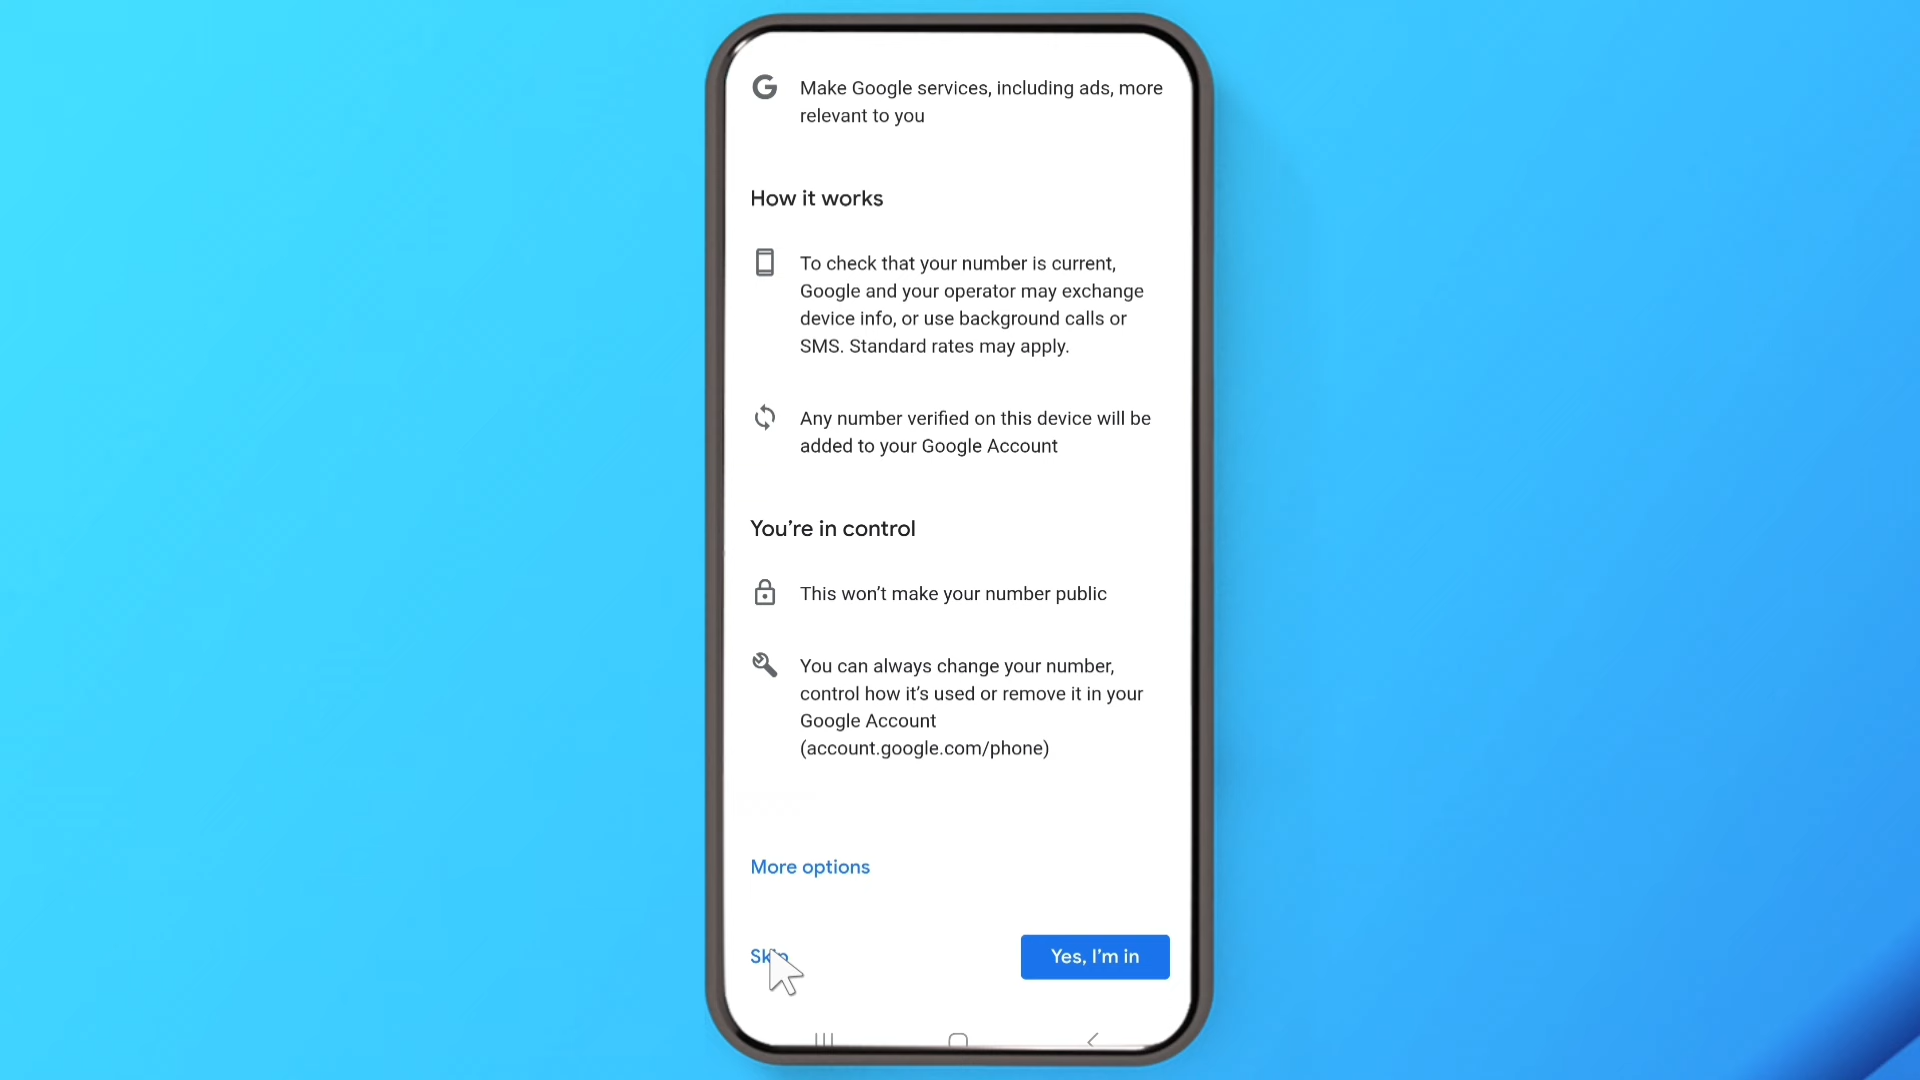 Make Google services, including ads, more
relevant to you
How it works
To check that your number is current,
Google and your operator may exchange
device info, or use background calls or
SMS. Standard rates may apply.
Any number verified on this device will be
added to your Google Account
You're in control
This won't make your number public
You can always change your number,
control how it's used or remove it in your
Google Account
(account.google.com/phone)
More options
Skip
Yes, I'm in